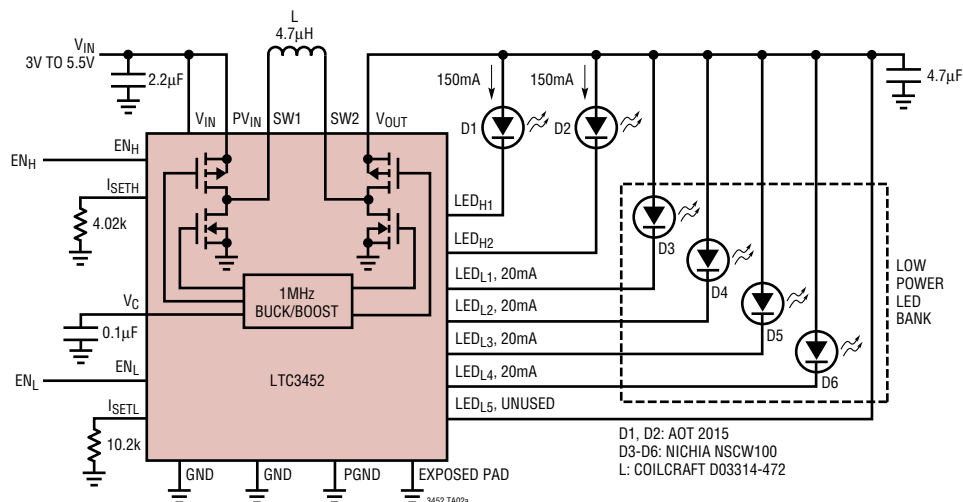 L
4.7μH
VIN
3V TO 5.5V
2.2μF
4.7μF
150mA
150mA
VIN
PVIN
SW1
SW2
VOUT
D1
D2
ENH
ENH
ISETH
4.02k
LEDH1
LEDH2
D3
LEDL1, 20mA
D4
LOW
POWER
LED
BANK
1MHz
BUCK/BOOST
VC
0.1μF
LEDL2, 20mA
D5
LEDL3, 20mA
ENL
ENL
LTC3452
LEDL4, 20mA
D6
ISETL
10.2k
LEDL5, UNUSED
D1, D2: AOT 2015
D3-D6: NICHIA NSCW100
L: COILCRAFT D03314-472
GND
GND
PGND
EXPOSED PAD
3452 TA02a